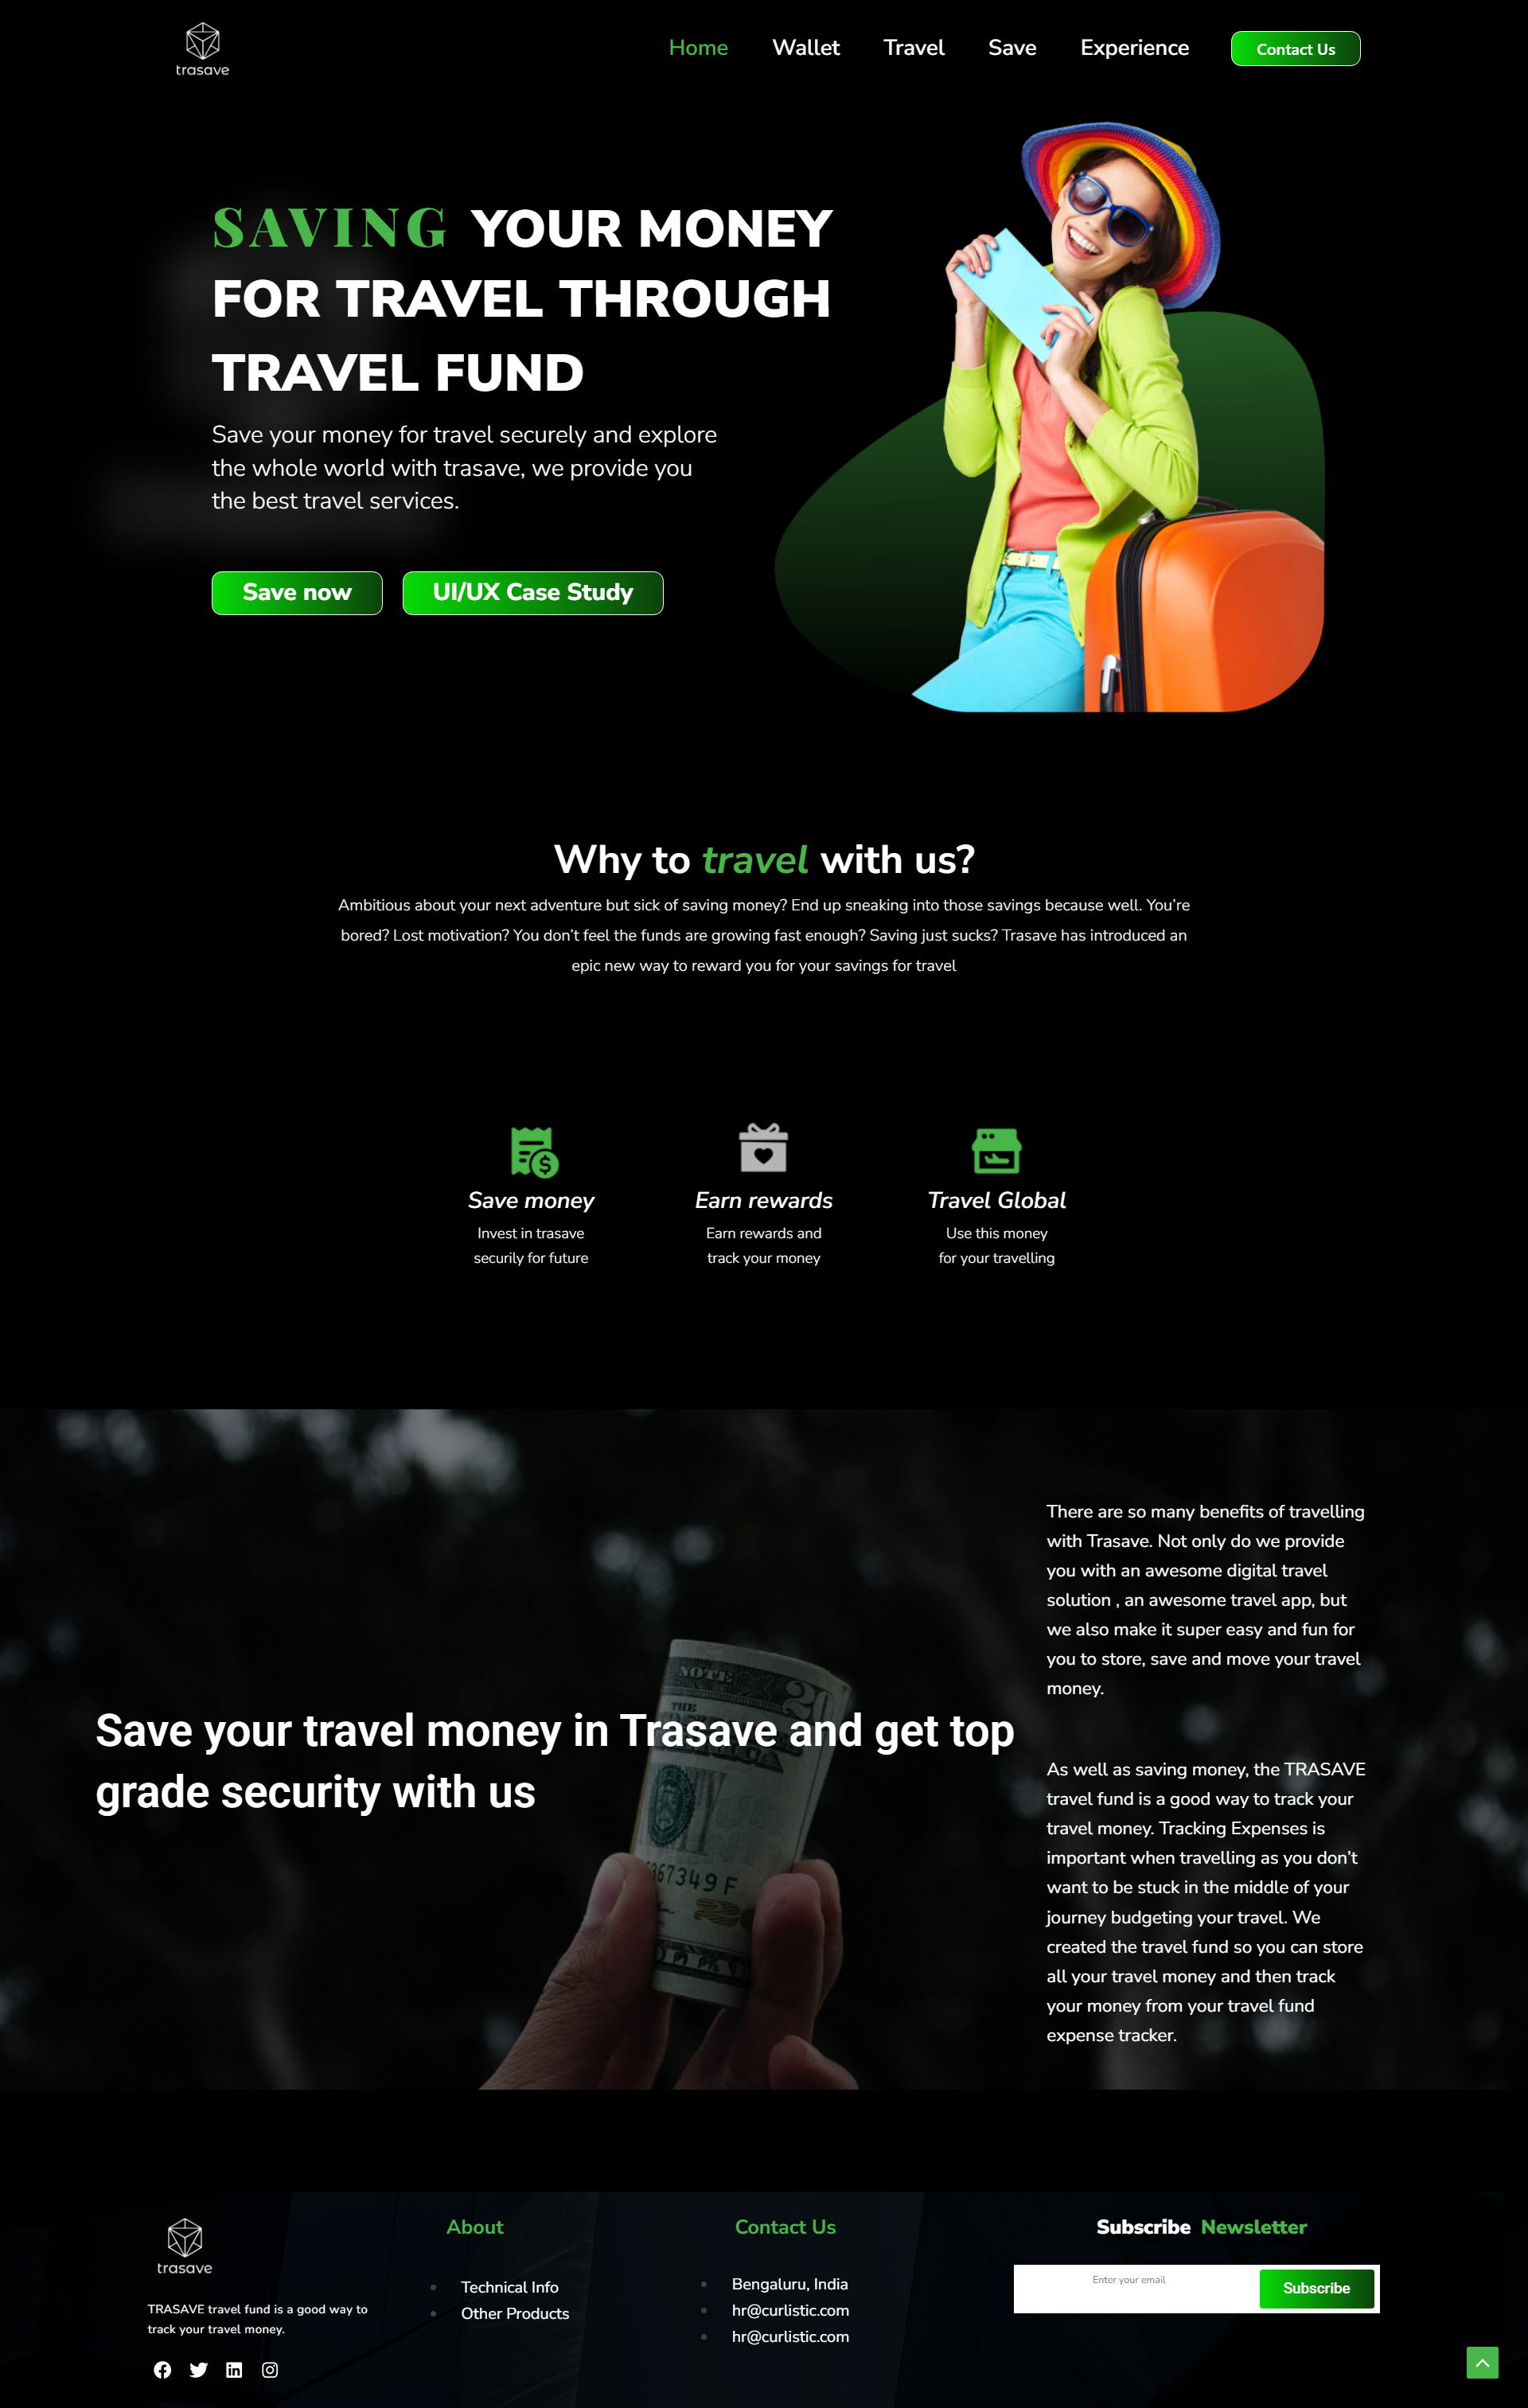 trasave
Home Wallet Travel Save Experience Contact Us
SAVING YOUR MONEY
FOR TRAVEL THROUGH
TRAVEL FUND
Save your money for travel securely and explore
the whole world with trasave, we provide you
the best travel services.
Save now UI/UX Case Study
Why to travel with us?
Ambitious about your next adventure but sick of saving money? End up sneaking into those savings because well. You’re
bored? Lost motivation? You don’t feel the funds are growing fast enough? Saving just sucks? Trasave has introduced an
epic new way to reward you for your savings for travel
Save money
Invest in trasave
securily for future
Earn rewards
Earn rewards and
track your money
Travel Global
Use this money
for your travelling
Save your travel money in Trasave and get top
grade security with us
NOTE
THE
20
67349 F
There are so many benefits of travelling
with Trasave. Not only do we provide
you with an awesome digital travel
solution , an awesome travel app, but
we also make it super easy and fun for
you to store, save and move your travel
money.
As well as saving money, the TRASAVE
travel fund is a good way to track your
travel money. Tracking Expenses is
important when travelling as you don’t
want to be stuck in the middle of your
journey budgeting your travel. We
created the travel fund so you can store
all your travel money and then track
your money from your travel fund
expense tracker.
trasave
TRASAVE travel fund is a good way to
track your travel money.
About
Technical Info
Other Products
Contact Us
Bengaluru, India
hr@curlistic.com
hr@curlistic.com
Subscribe Newsletter
Enter your email
Subscribe